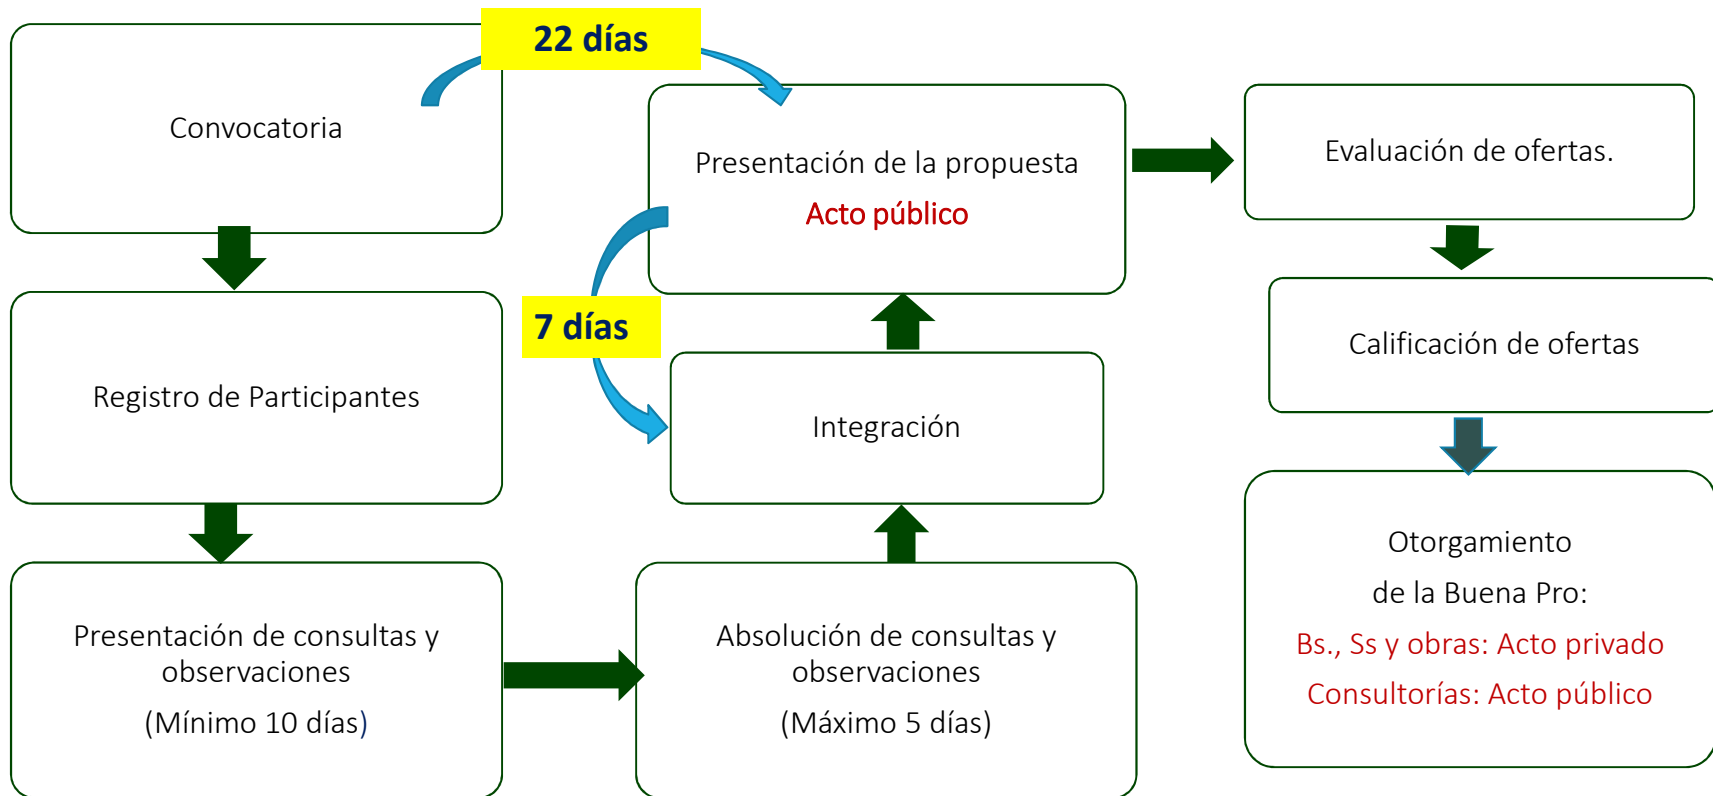 22 días
Convocatoria
Registro de Participantes
Presentación de consultas y
observaciones
(Mínimo 10 días)
Absolución de consultas y
observaciones
(Máximo 5 días)
Integración
7 días
Presentación de la propuesta
Acto público
Evaluación de ofertas.
Calificación de ofertas
Otorgamiento
de la Buena Pro:
Bs., Ss y obras: Acto privado
Consultorías: Acto público